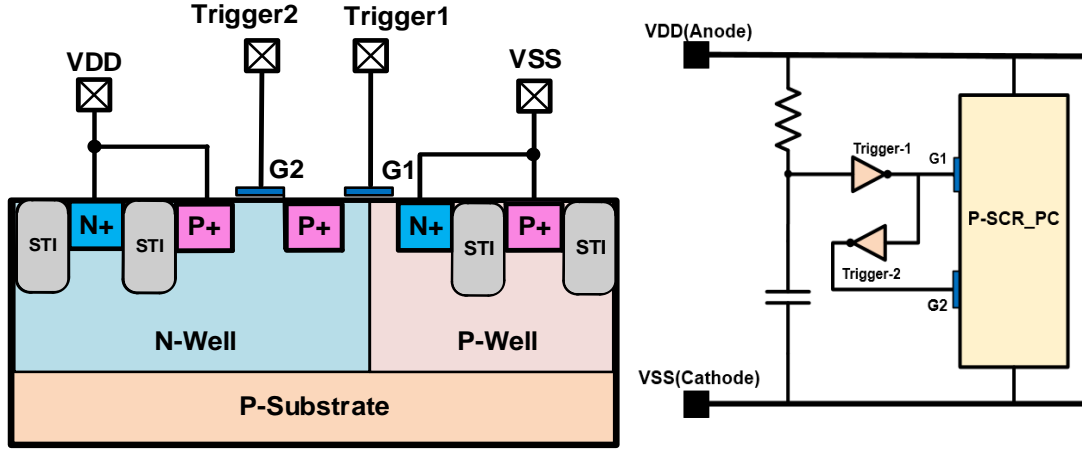 Trigger2
Trigger1
VDD
VSS
G2
G1
STI
N+
STI
P+
P+
N+
STI
P+
STI
N-Well
P-Well
P-Substrate
VDD(Anode)
Trigger-1
G1
P-SCR_PC
Trigger-2
G2
VSS(Cathode)